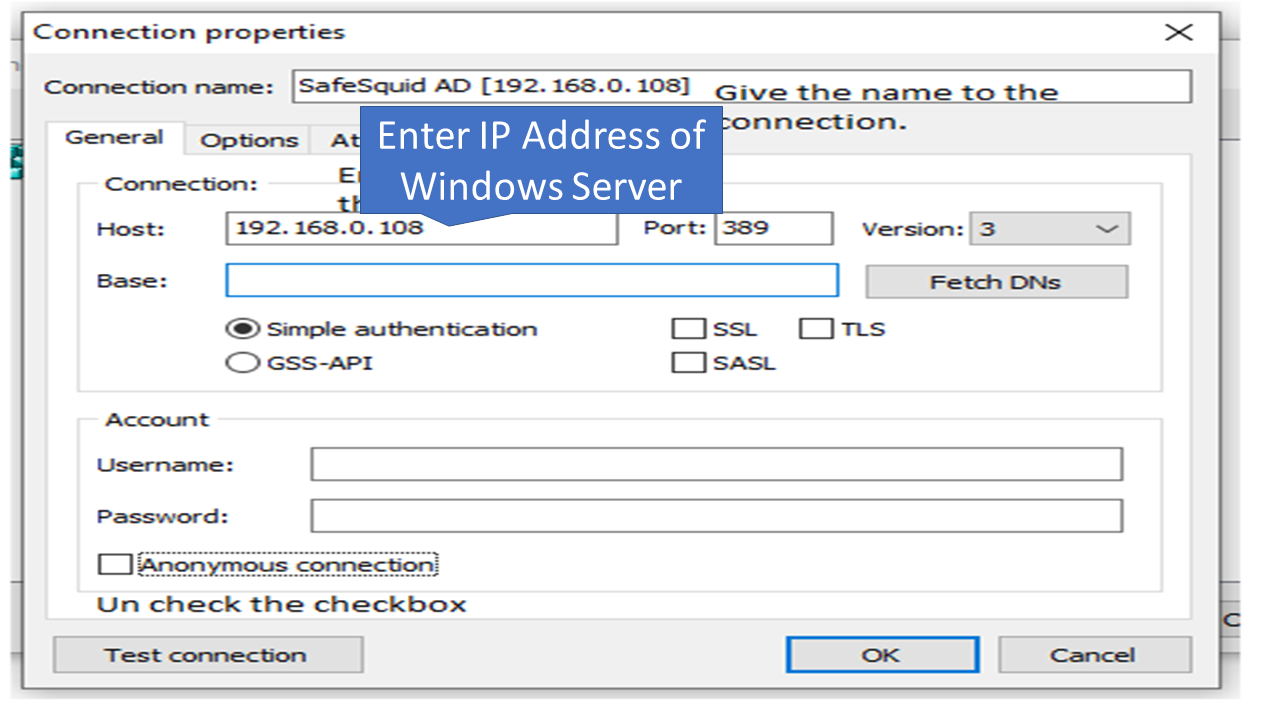 Connection properties
Connection name: SafeSquid AD [192.168.0.108] Give the name to the
connection.
General Options At
Enter IP Address of
Windows Server
Connection:
Host: 192.168.0.108 Port: 389 Version: 3
Base: Fetch DNs
Simple authentication SSL TLS
GSS-API SASL
Account
Username:
Password:
Anonymous connection
Un check the checkbox
Test connection OK Cancel